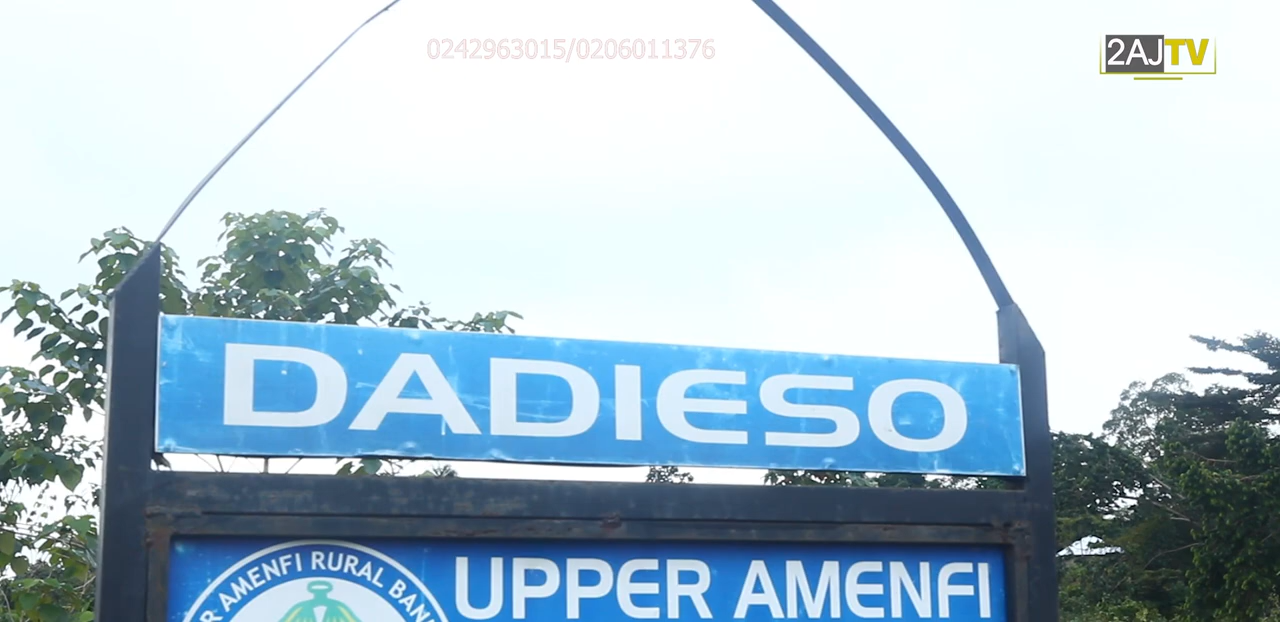 0242963015/0206011376
2AJTV
DADIESO
R AMENFI RURAL BAN
UPPER AMENFI